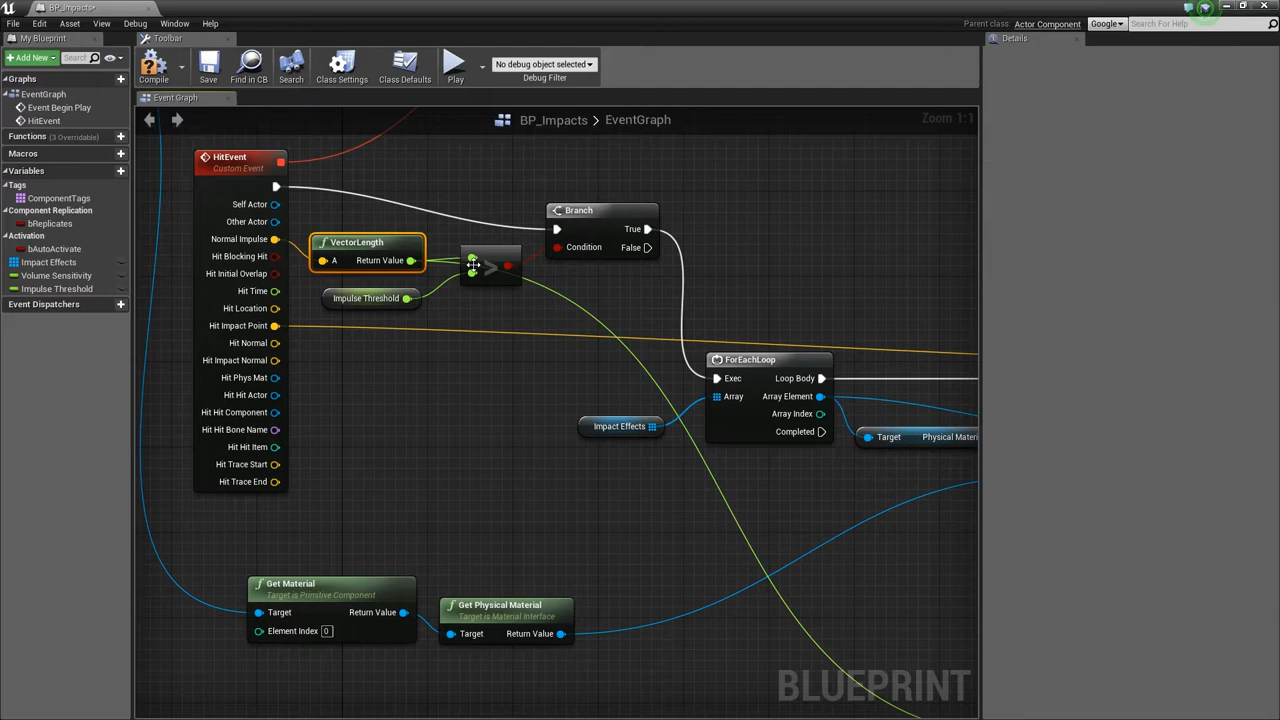 BP_Impacts*
File Edit Asset View Debug Window Help
Parent class: Actor Component Google Search For Help
My Blueprint
Toolbar
Details
Add New Search
Compile Save Find in CB Search Class Settings Class Defaults Play
No debug object selected
Debug Filter
Graphs
EventGraph
Event Begin Play
HitEvent
Functions (3 Overridable)
Macros
Variables
Tags
ComponentTags
Component Replication
bReplicates
Activation
bAutoActivate
Impact Effects
Volume Sensitivity
Impulse Threshold
Event Dispatchers
Event Graph
BP_Impacts > EventGraph
Zoom 1:1
HitEvent
Custom Event
Self Actor
Other Actor
Normal Impulse
Hit Blocking Hit
Hit Initial Overlap
Hit Time
Hit Location
Hit Impact Point
Hit Normal
Hit Impact Normal
Hit Phys Mat
Hit Hit Actor
Hit Hit Component
Hit Hit Bone Name
Hit Hit Item
Hit Trace Start
Hit Trace End
f VectorLength
A Return Value
Impulse Threshold
>
Branch
True
Condition False
ForEachLoop
Exec Loop Body
Array Array Element
Array Index
Completed
Impact Effects
Target Physical Materi
f Get Material
Target is Primitive Component
Target Return Value
Element Index 0
f Get Physical Material
Target is Material Interface
Target Return Value
BLUEPRINT